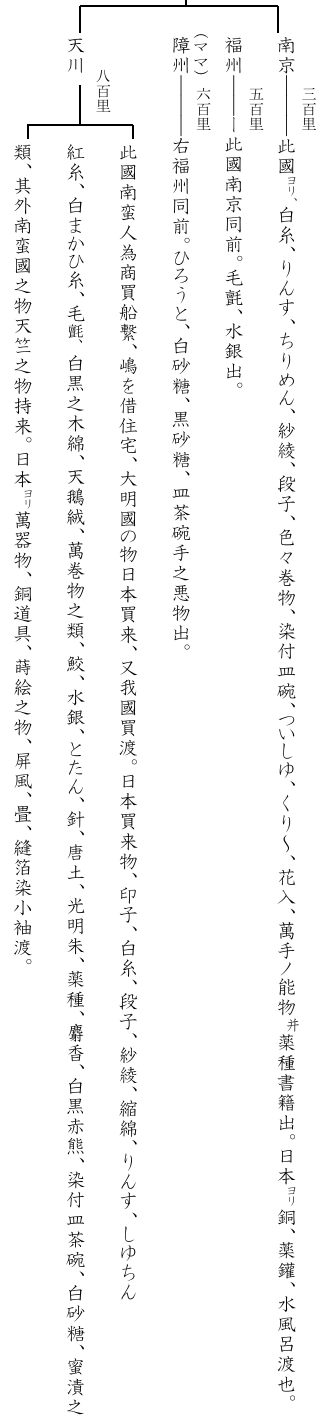 南京 三百里 此國ヨリ、白糸、りんす、ちりめん、紗綾、段子、色々巻物、染付皿碗、ついしゆ、くり〱、花入、萬手ノ能物并薬種書籍出。日本ヨリ銅、薬鑵、水風呂渡也。
福州 五百里 此國南京同前。毛氈、水銀出。
障州(ママ) 六百里 右福州同前。ひろうと、白砂糖、黒砂糖、皿茶碗手之悪物出。
天川 八百里
此國南蛮人為商買船繋、嶋を借住宅、大明國の物日本買来、又我國買渡。日本買来物、印子、白糸、段子、紗綾、縮綿、りんす、しゆちん
紅糸、白まかひ糸、毛氈、白黒之木綿、天鵝絨、萬巻物之類、鮫、水銀、とたん、針、唐土、光明朱、薬種、麝香、白黒赤熊、染付皿茶碗、白砂糖、蜜漬之
類、其外南蛮國之物天竺之物持来。日本ヨリ萬器物、銅道具、蒔絵之物、屏風、畳、縫箔染小袖渡。